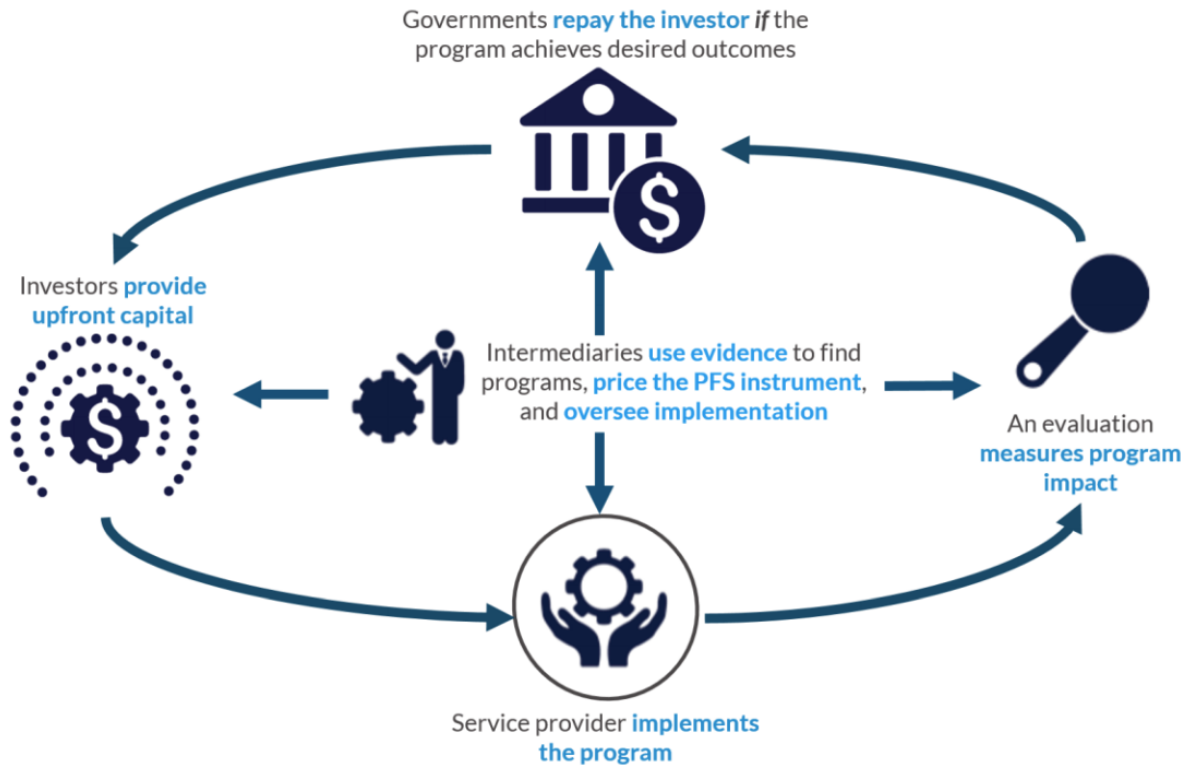 Governments repay the investor if the
program achieves desired outcomes
Investors provide
upfront capital
Intermediaries use evidence to find
programs, price the PFS instrument,
and oversee implementation
An evaluation
measures program
impact
Service provider implements
the program